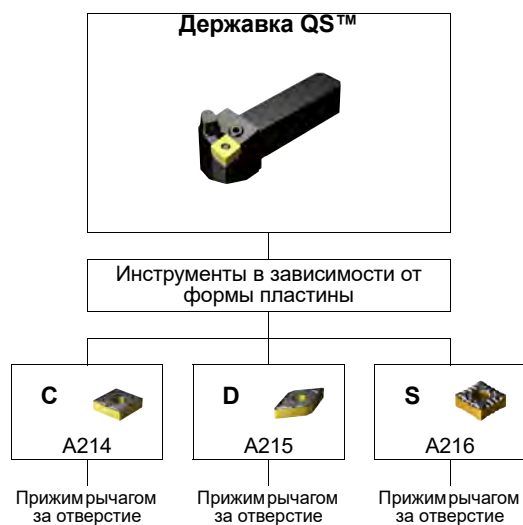 Державка QS™
Инструменты в зависимости от
формы пластины
C
A214
D
A215
S
A216
Прижим рычагом
за отверстие
Прижим рычагом
за отверстие
Прижим рычагом
за отверстие